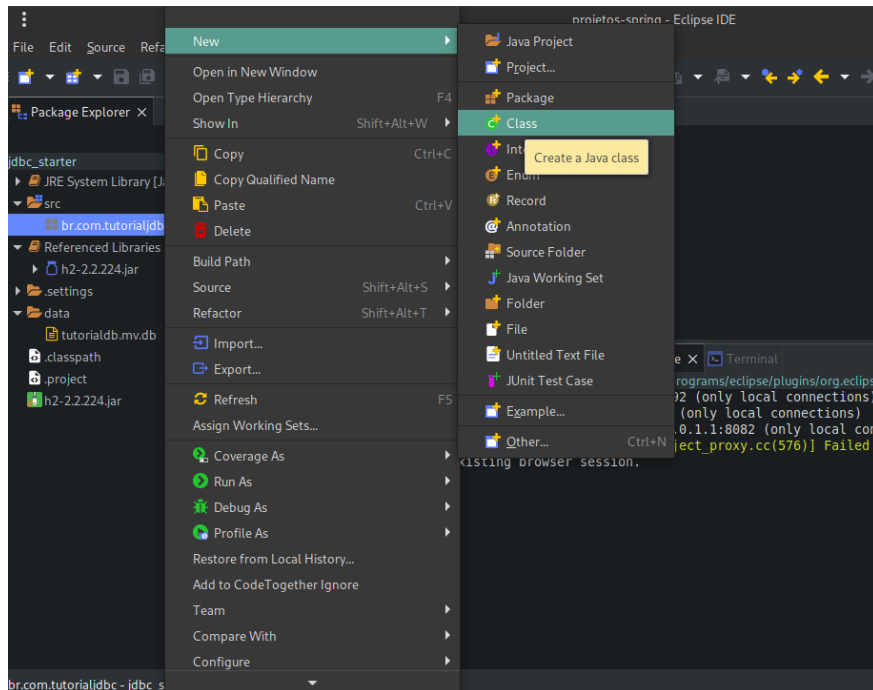 projetos-spring - Eclipse IDE
File Edit Source Refa
Package Explorer
jdbc_starter
JRE System Library [J
src
br.com.tutorialjdb
Referenced Libraries
h2-2.2.224.jar
.settings
data
tutorialdb.mv.db
.classpath
.project
h2-2.2.224.jar
New
Open in New Window
Open Type Hierarchy F4
Show In Shift+Alt+W
Copy Ctrl+C
Copy Qualified Name
Paste Ctrl+V
Delete
Build Path
Source Shift+Alt+S
Refactor Shift+Alt+T
Import...
Export...
Refresh F5
Assign Working Sets...
Coverage As
Run As
Debug As
Profile As
Restore from Local History...
Add to CodeTogether Ignore
Team
Compare With
Configure
Java Project
Project...
Package
Class
Int
Create a Java class
Enum
Record
Annotation
Source Folder
Java Working Set
Folder
File
Untitled Text File
JUnit Test Case
Example...
Other... Ctrl+N
e Terminal
rograms/eclipse/plugins/org.eclips
92 (only local connections)
(only local connections)
.0.1.1:8082 (only local con
ject_proxy.cc(576)] Failed
xisting browser session.
br.com.tutorialjdbc - jdbc_s